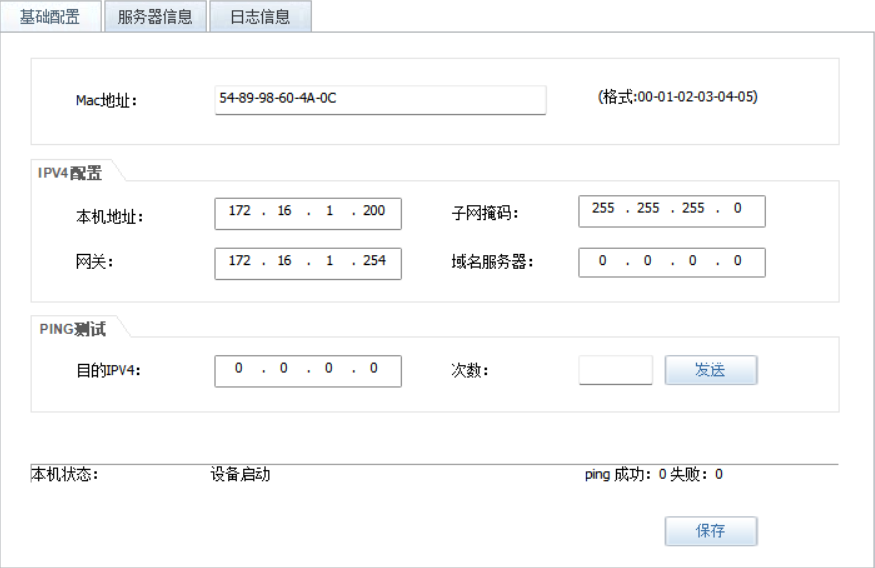 基础配置 服务器信息 日志信息
Mac地址: 54-89-98-60-4A-0C (格式:00-01-02-03-04-05)
IPV4配置
本机地址: 172 . 16 . 1 . 200 子网掩码: 255 . 255 . 255 . 0
网关: 172 . 16 . 1 . 254 域名服务器: 0 . 0 . 0 . 0
PING测试
目的IPV4: 0 . 0 . 0 . 0 次数: 发送
本机状态: 设备启动 ping 成功: 0 失败: 0
保存